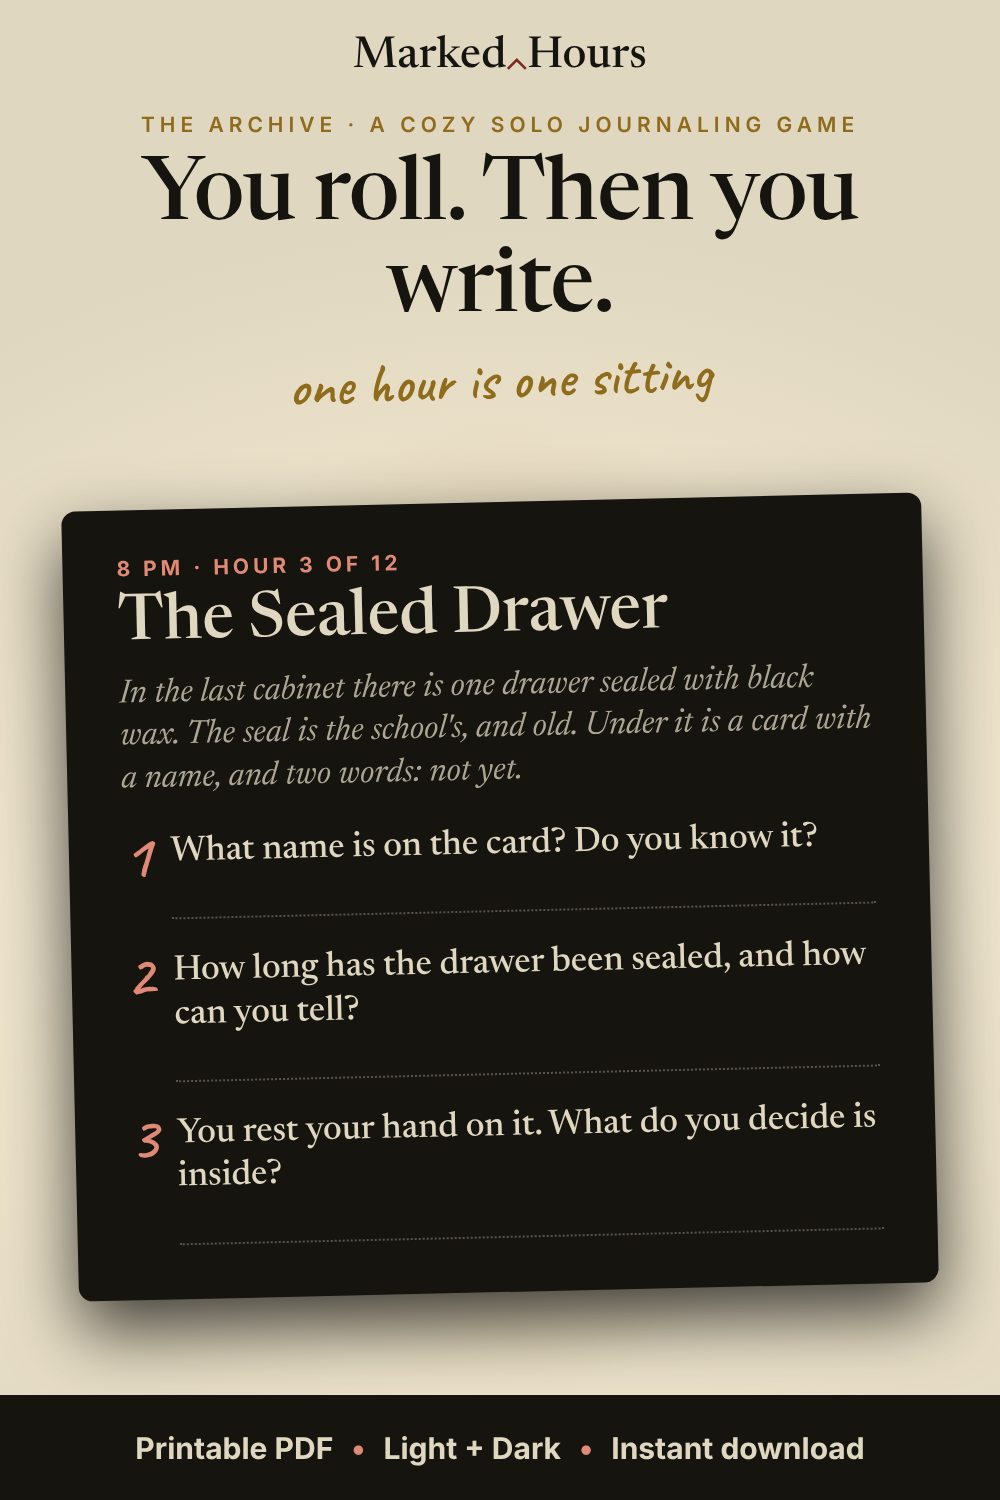 Marked‸Hours
THE ARCHIVE · A COZY SOLO JOURNALING GAME
You roll. Then you
write.
one hour is one sitting
8 PM · HOUR 3 OF 12
The Sealed Drawer
In the last cabinet there is one drawer sealed with black
wax. The seal is the school's, and old. Under it is a card with
a name, and two words: not yet.
1 What name is on the card? Do you know it?
2 How long has the drawer been sealed, and how
can you tell?
3 You rest your hand on it. What do you decide is
inside?
Printable PDF • Light + Dark • Instant download